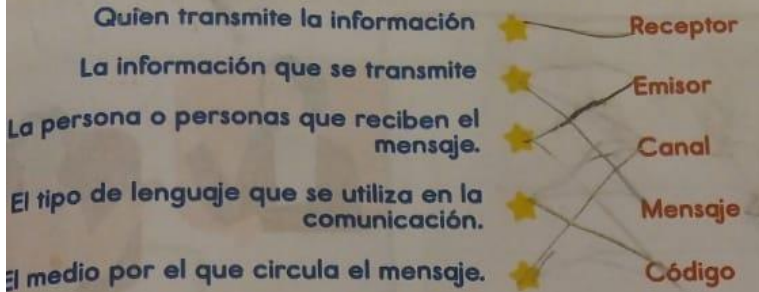 Quien transmite la información
Receptor
La información que se transmite
Emisor
La persona o personas que reciben el
mensaje.
Canal
El tipo de lenguaje que se utiliza en la
comunicación.
Mensaje
El medio por el que circula el mensaje.
Código